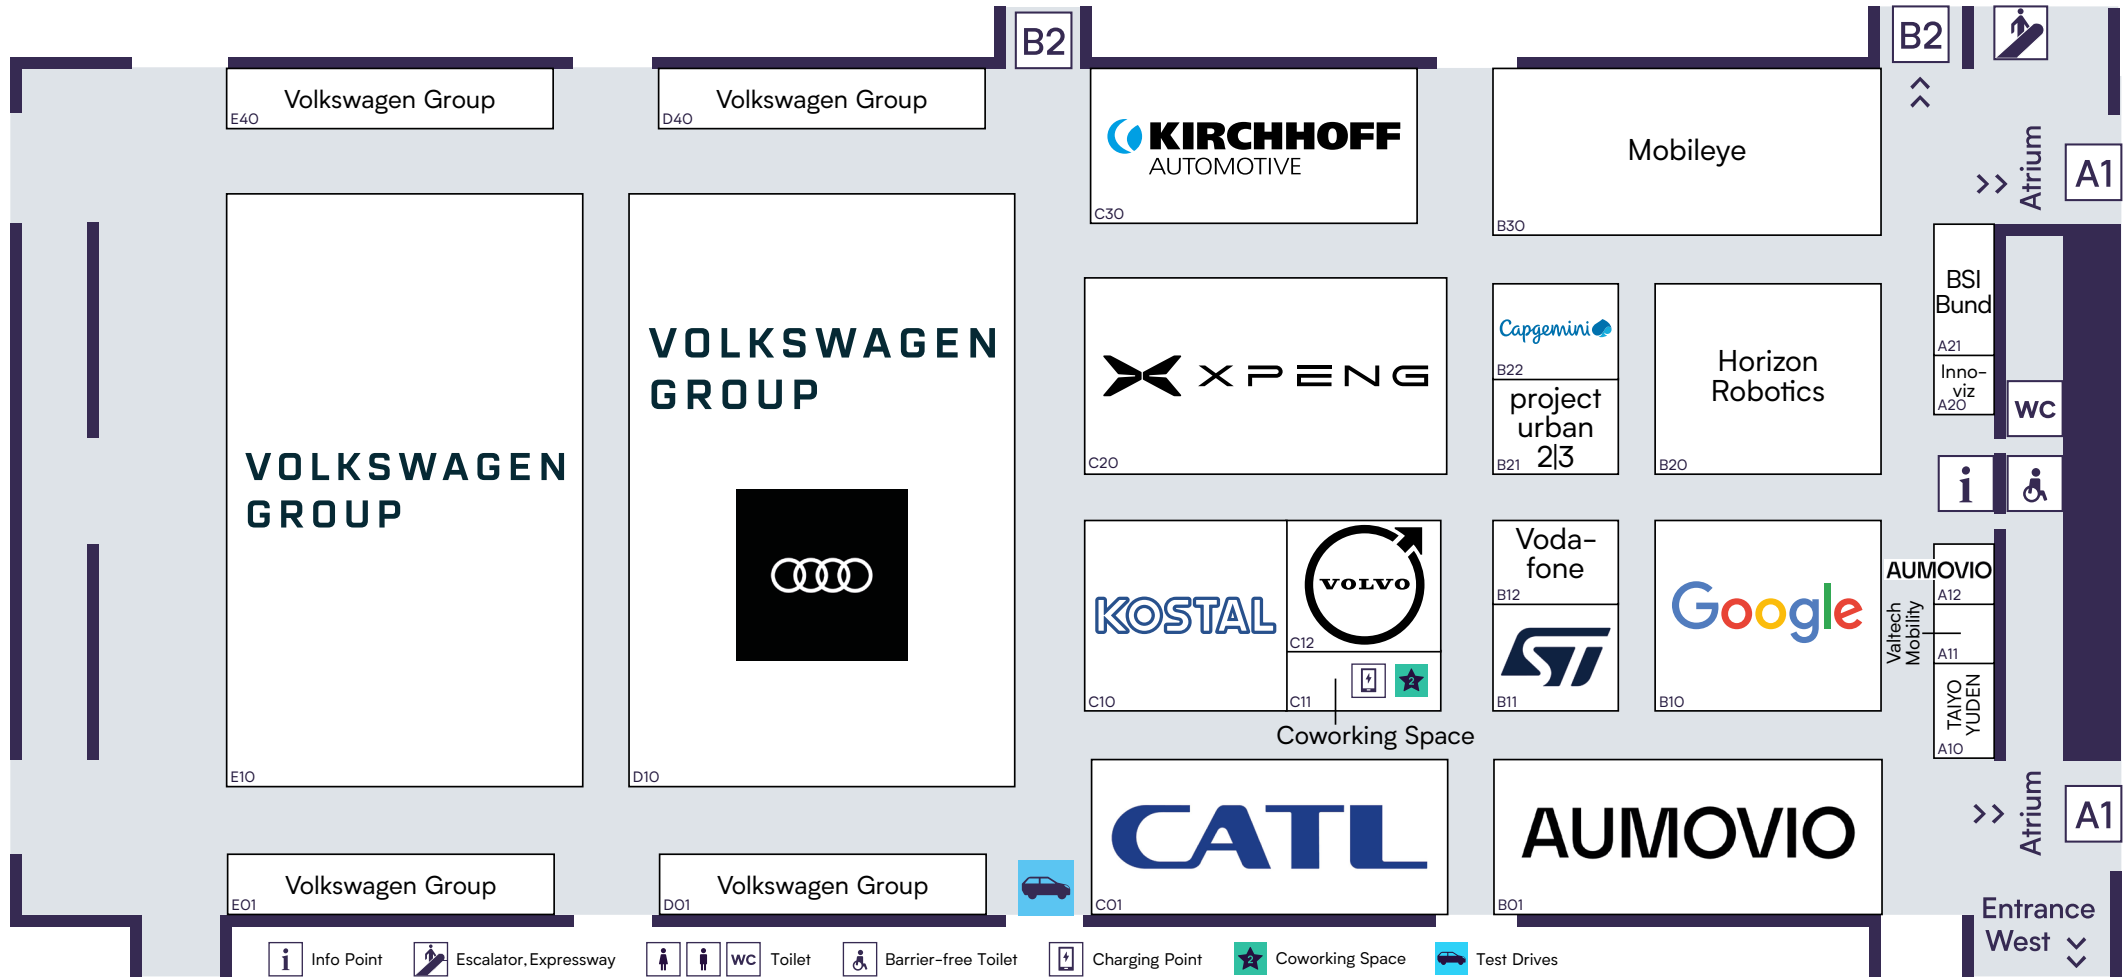 B2
B2
Volkswagen Group
E40
Volkswagen Group
D40
KIRCHHOFF
AUTOMOTIVE
C30
Mobileye
B30
Atrium
A1
VOLKSWAGEN
GROUP
E10
VOLKSWAGEN
GROUP
D10
XPENG
C20
Capgemini
B22
project
urban
2|3
B21
Horizon
Robotics
B20
BSI
Bund
A21
Inno-
viz
A20
WC
i
KOSTAL
C10
VOLVO
C12
2
C11
Coworking Space
Voda-
fone
B12
ST
B11
Google
B10
AUMOVIO
A12
Valtech
Mobility
A11
TAIYO
YUDEN
A10
CATL
C01
AUMOVIO
B01
Atrium
A1
Volkswagen Group
E01
Volkswagen Group
D01
Entrance
West
i Info Point
Escalator, Expressway
WC Toilet
Barrier-free Toilet
Charging Point
2 Coworking Space
Test Drives